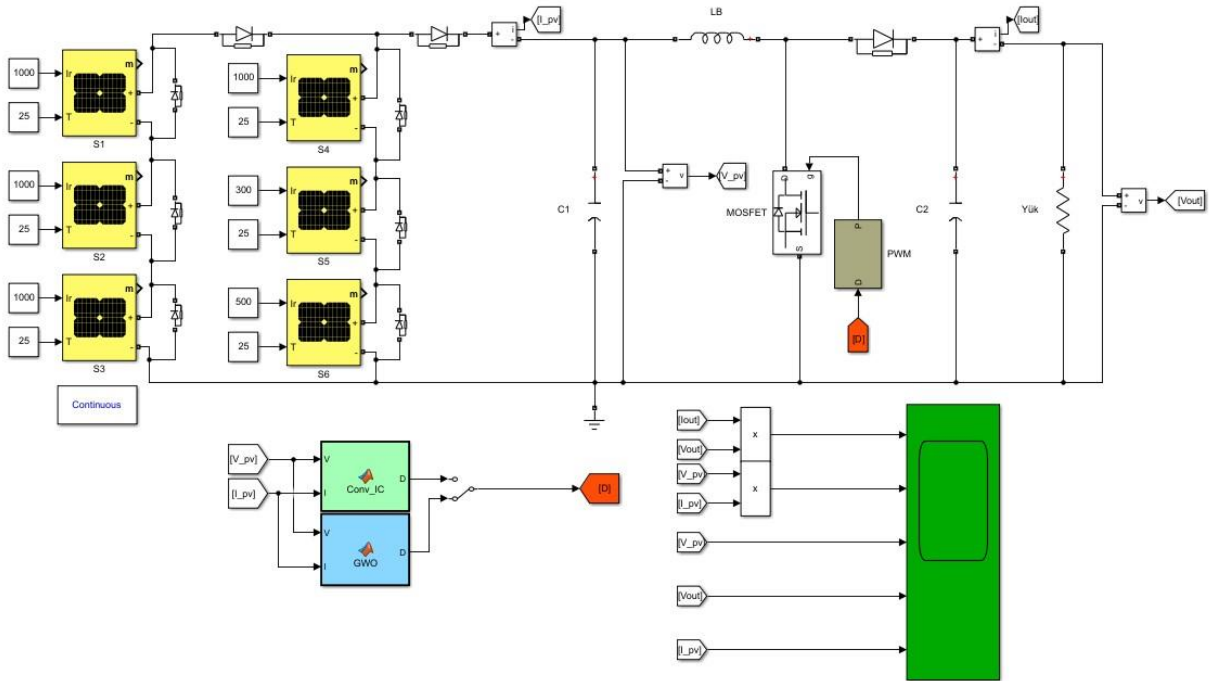 [I_pv]
LB
[Iout]
+ i -
+ i -
1000
Ir
m
25
T
+
-
S1
1000
Ir
m
25
T
+
-
S4
1000
Ir
m
25
T
+
-
S2
300
Ir
m
25
T
+
-
S5
1000
Ir
m
25
T
+
-
S3
500
Ir
m
25
T
+
-
S6
C1
+ - v
[V_pv]
g
D
MOSFET
S
P
PWM
D
[D]
C2
Yük
+ - v
[Vout]
Continuous
[V_pv]
[I_pv]
V
I
D
Conv_IC
V
I
D
GWO
[D]
[Iout]
x
[Vout]
[V_pv]
x
[I_pv]
[V_pv]
[Vout]
[I_pv]